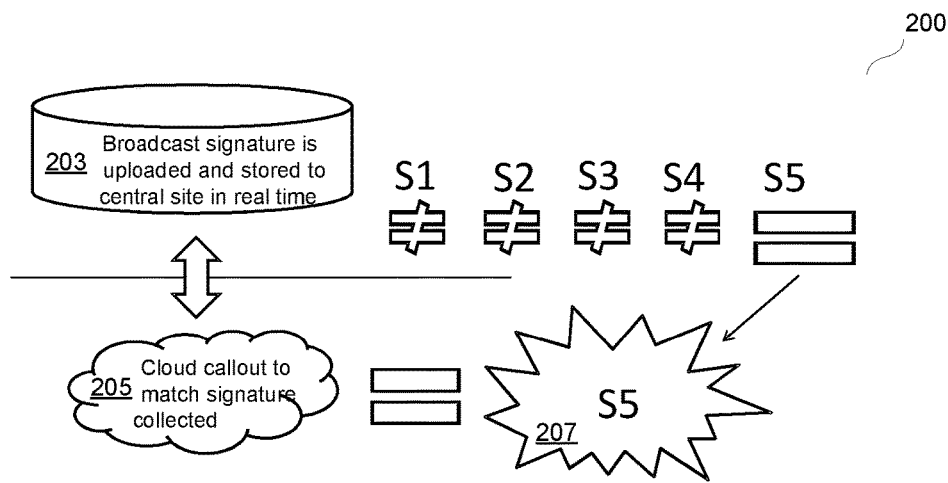 200
203 Broadcast signature is
uploaded and stored to
central site in real time
S1 S2 S3 S4 S5
205 Cloud callout to
match signature
collected
S5
207